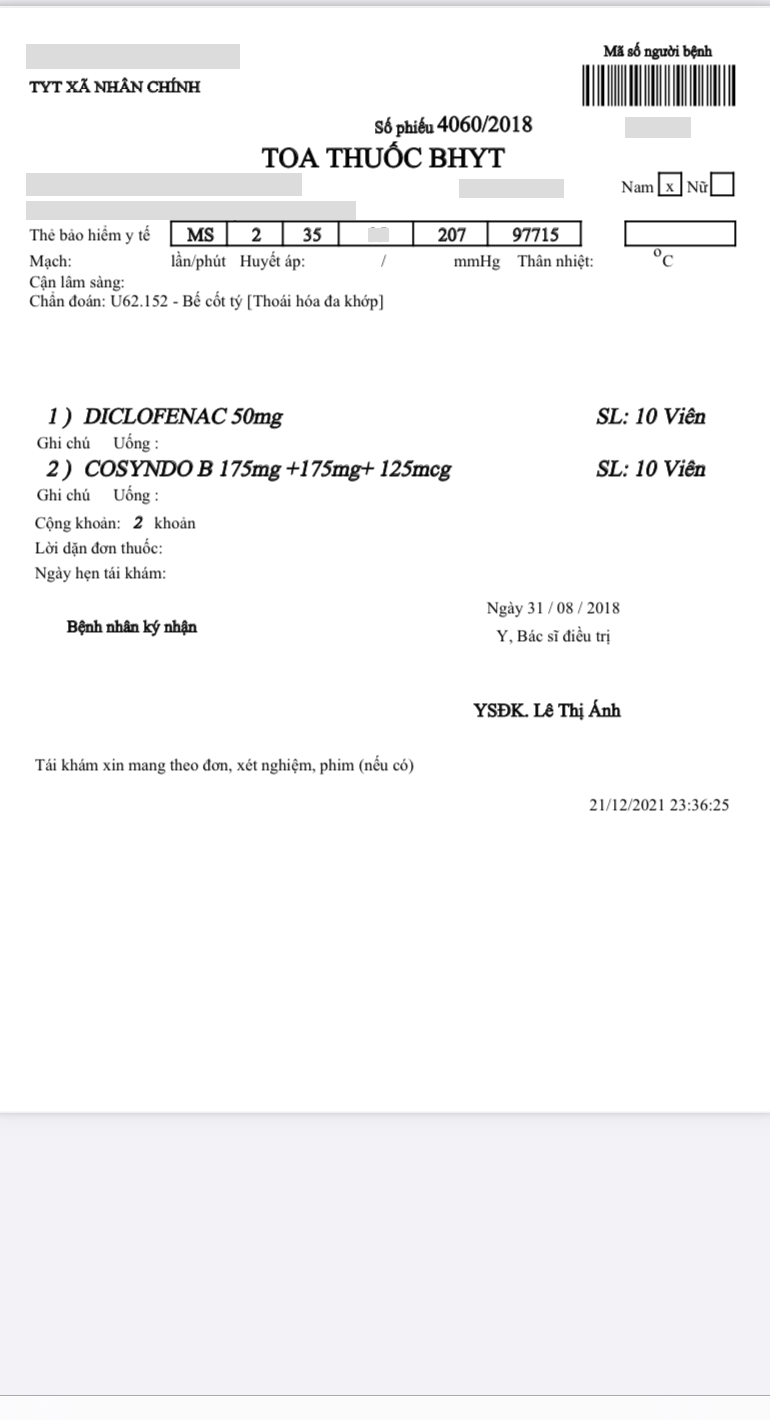 Mã số người bệnh
TYT XÃ NHÂN CHÍNH
Số phiếu 4060/2018
TOA THUỐC BHYT
Nam x Nữ
Thẻ bảo hiểm y tế MS 2 35 207 97715
Mạch: lần/phút Huyết áp: / mmHg Thân nhiệt: °C
Cận lâm sàng:
Chẩn đoán: U62.152 - Bế cốt tý [Thoái hóa đa khớp]
1 ) DICLOFENAC 50mg SL: 10 Viên
Ghi chú Uống :
2 ) COSYNDO B 175mg +175mg+ 125mcg SL: 10 Viên
Ghi chú Uống :
Cộng khoản: 2 khoản
Lời dặn đơn thuốc:
Ngày hẹn tái khám:
Ngày 31 / 08 / 2018
Bệnh nhân ký nhận
Y, Bác sĩ điều trị
YSĐK. Lê Thị Ánh
Tái khám xin mang theo đơn, xét nghiệm, phim (nếu có)
21/12/2021 23:36:25